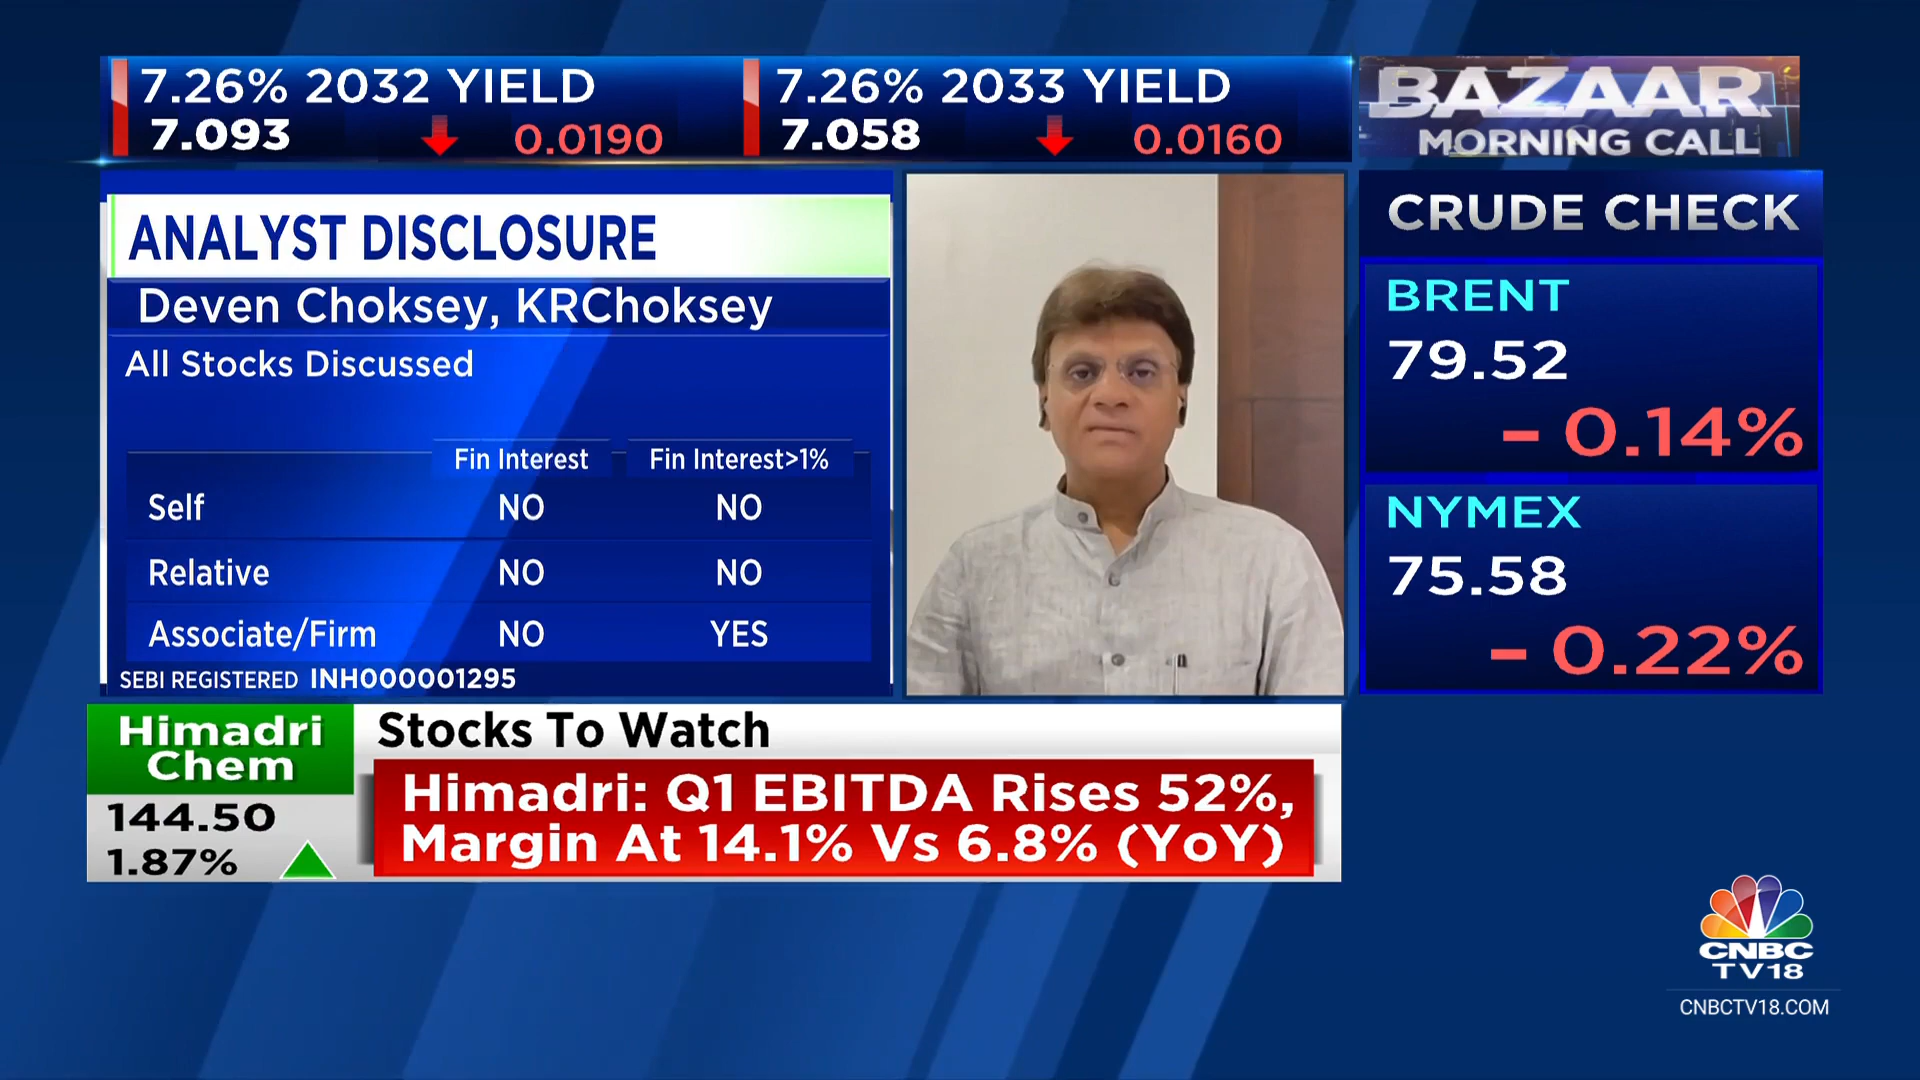 7.26% 2032 YIELD
7.093 0.0190
7.26% 2033 YIELD
7.058 0.0160
BAZAAR
MORNING CALL
ANALYST DISCLOSURE
Deven Choksey, KRChoksey
All Stocks Discussed
Fin Interest Fin Interest>1%
Self NO NO
Relative NO NO
Associate/Firm NO YES
SEBI REGISTERED INH000001295
CRUDE CHECK
BRENT
79.52
- 0.14%
NYMEX
75.58
- 0.22%
Himadri
Chem
144.50
1.87%
Stocks To Watch
Himadri: Q1 EBITDA Rises 52%,
Margin At 14.1% Vs 6.8% (YoY)
CNBC
TV18
CNBCTV18.COM